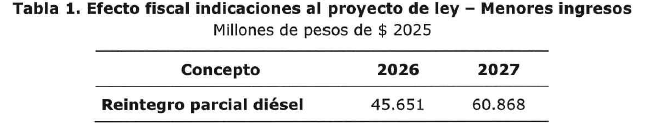 Tabla 1. Efecto fiscal indicaciones al proyecto de ley – Menores ingresos
Millones de pesos de $ 2025
Concepto 2026 2027
Reintegro parcial diésel 45.651 60.868